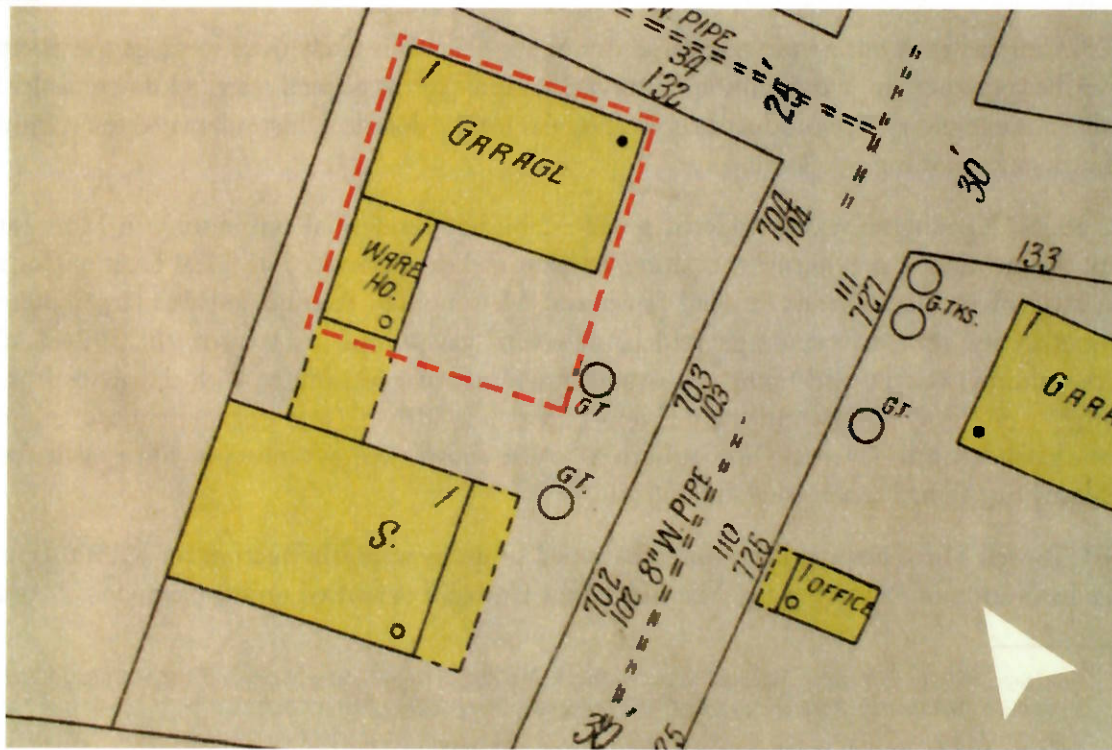 W. PIPE
34
132
25'
30'
1
GARAGL
704
104
1
WARE
HO.
133
111
727
G.TKS.
1
GARA
G.T
703
103
G.T.
GT.
1
S.
8" W. PIPE
110
726
1
OFFICE
702
102
30'